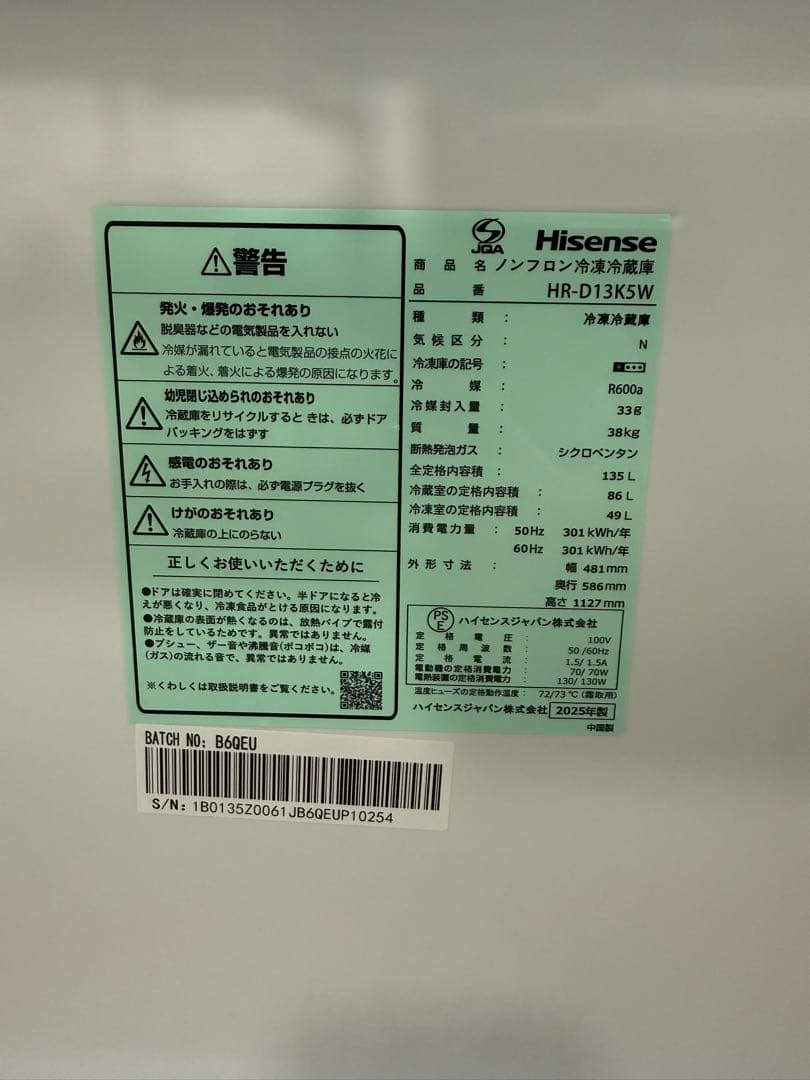 警告
発火・爆発のおそれあり
脱臭器などの電気製品を入れない
冷媒が漏れていると電気製品の接点の火花に
よる着火、着火による爆発の原因になります。
幼児閉じ込められのおそれあり
冷蔵庫をリサイクルするときは、必ずドア
パッキングをはずす
感電のおそれあり
お手入れの際は、必ず電源プラグを抜く
けがのおそれあり
冷蔵庫の上にのらない
正しくお使いいただくために
●ドアは確実に閉めてください。半ドアになると冷
えが悪くなり、冷凍食品がとける原因になります。
●冷蔵庫の表面が熱くなるのは、放熱パイプで露付
防止をしているためです。異常ではありません。
●プシュー、ザー音や沸騰音(ボコボコ)は、冷媒
(ガス)の流れる音で、異常ではありません。
※くわしくは取扱説明書をご覧ください。
JQA Hisense
商品名 ノンフロン冷凍冷蔵庫
品番 HR-D13K5W
種類 : 冷凍冷蔵庫
気候区分 : N
冷凍庫の記号 :
冷媒 : R600a
冷媒封入量 : 33g
質量 : 38kg
断熱発泡ガス : シクロペンタン
全定格内容積 : 135L
冷蔵室の定格内容積 : 86L
冷凍室の定格内容積 : 49L
消費電力量 : 50Hz 301kWh/年
60Hz 301kWh/年
外形寸法 : 幅 481mm
奥行 586mm
高さ 1127mm
PSE ハイセンスジャパン株式会社
定格電圧 : 100V
定格周波数 : 50/60Hz
定格電流 : 1.5/1.5A
電動機の定格消費電力 : 70/70W
電熱装置の定格消費電力 : 130/130W
温度ヒューズの定格動作温度 : 72/73℃(霜取用)
ハイセンスジャパン株式会社 2025年製
中国製
BATCH NO: B6QEU
S/N: 1B0135Z0061JB6QEUP10254